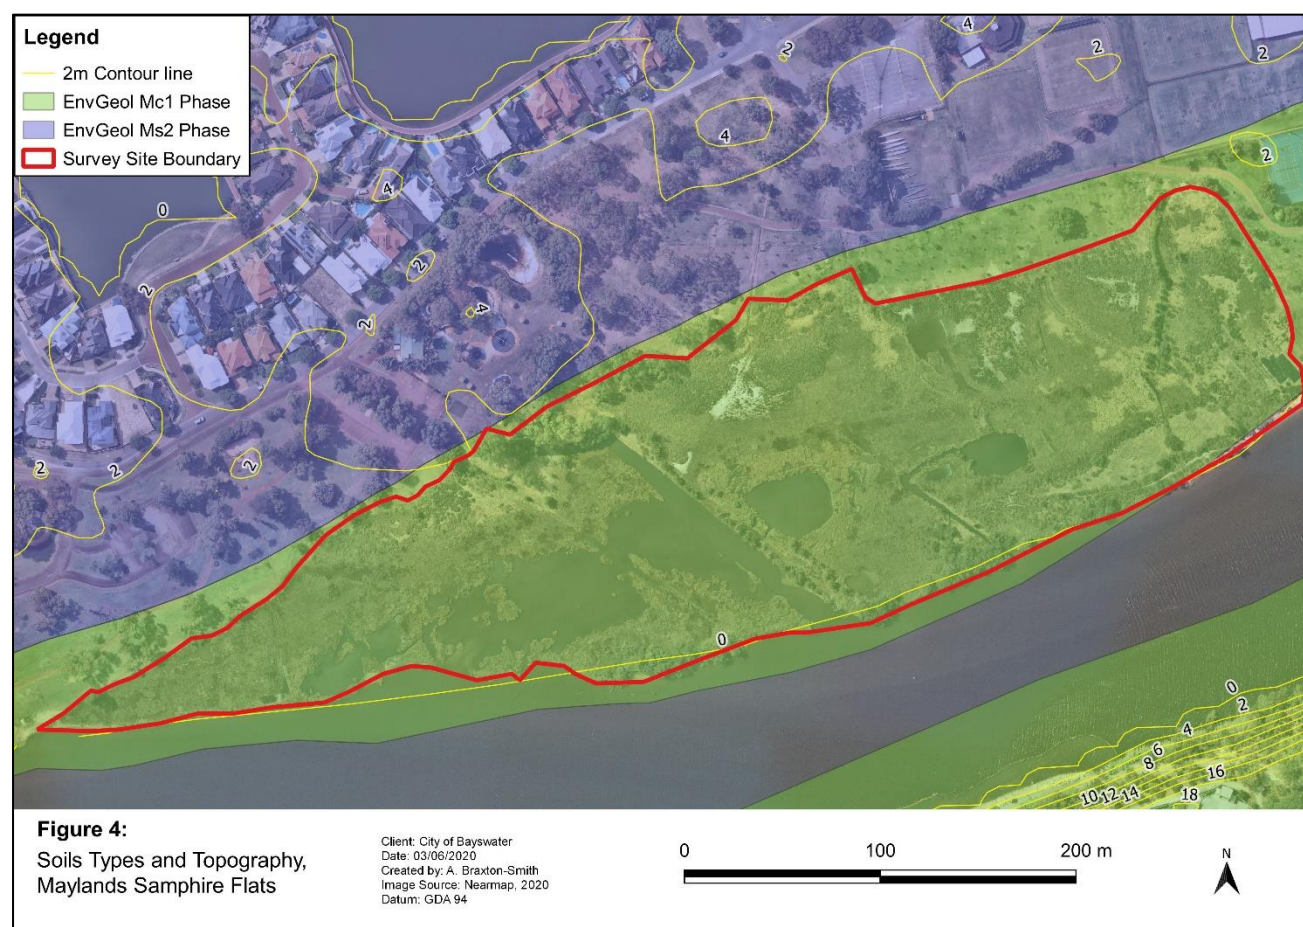 Legend
2m Contour line
EnvGeol Mc1 Phase
EnvGeol Ms2 Phase
Survey Site Boundary
4
2
2
2
4
2
4
0
2
2
4
2
2
2
2
0
0
2
4
6
8
16
10 12 14
18
Figure 4:
Soils Types and Topography,
Maylands Samphire Flats
Client: City of Bayswater
Date: 03/06/2020
Created by: A. Braxton-Smith
Image Source: Nearmap, 2020
Datum: GDA 94
0 100 200 m
N